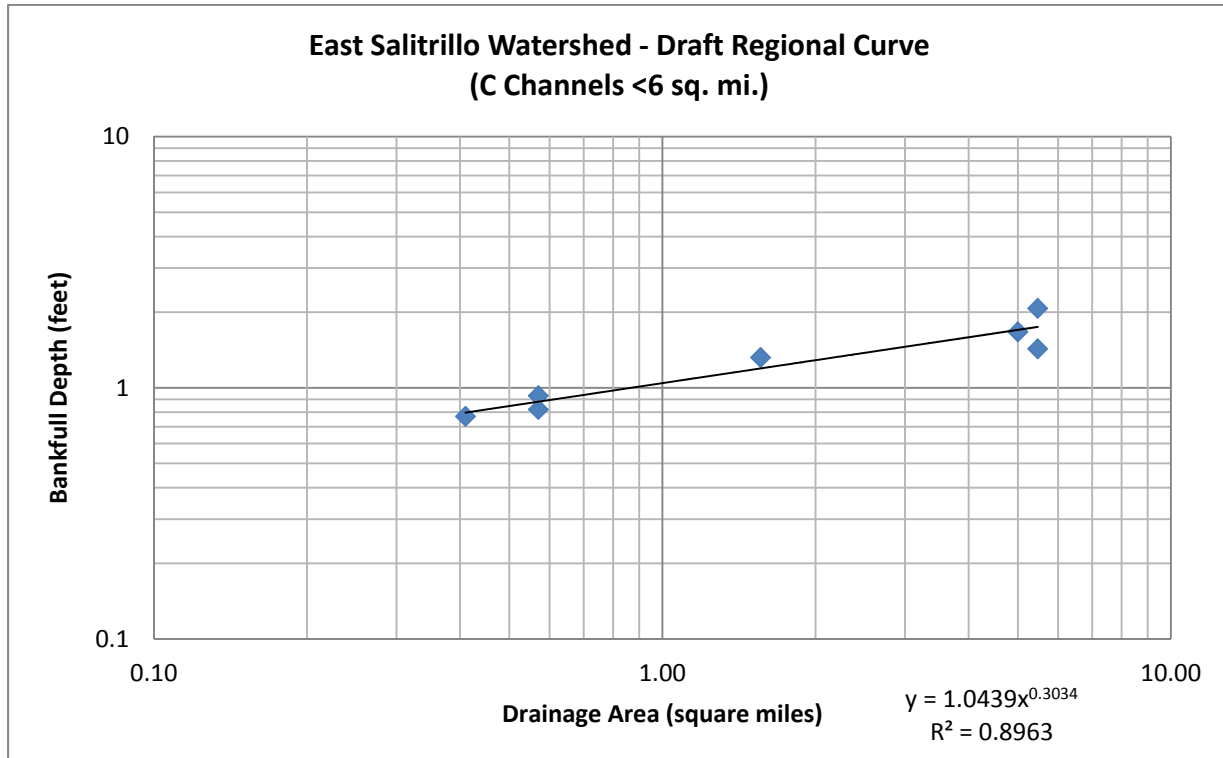 East Salitrillo Watershed - Draft Regional Curve
(C Channels <6 sq. mi.)
10
1
0.1
Bankfull Depth (feet)
0.10 1.00 10.00
Drainage Area (square miles)
y = 1.0439x^0.3034
R² = 0.8963